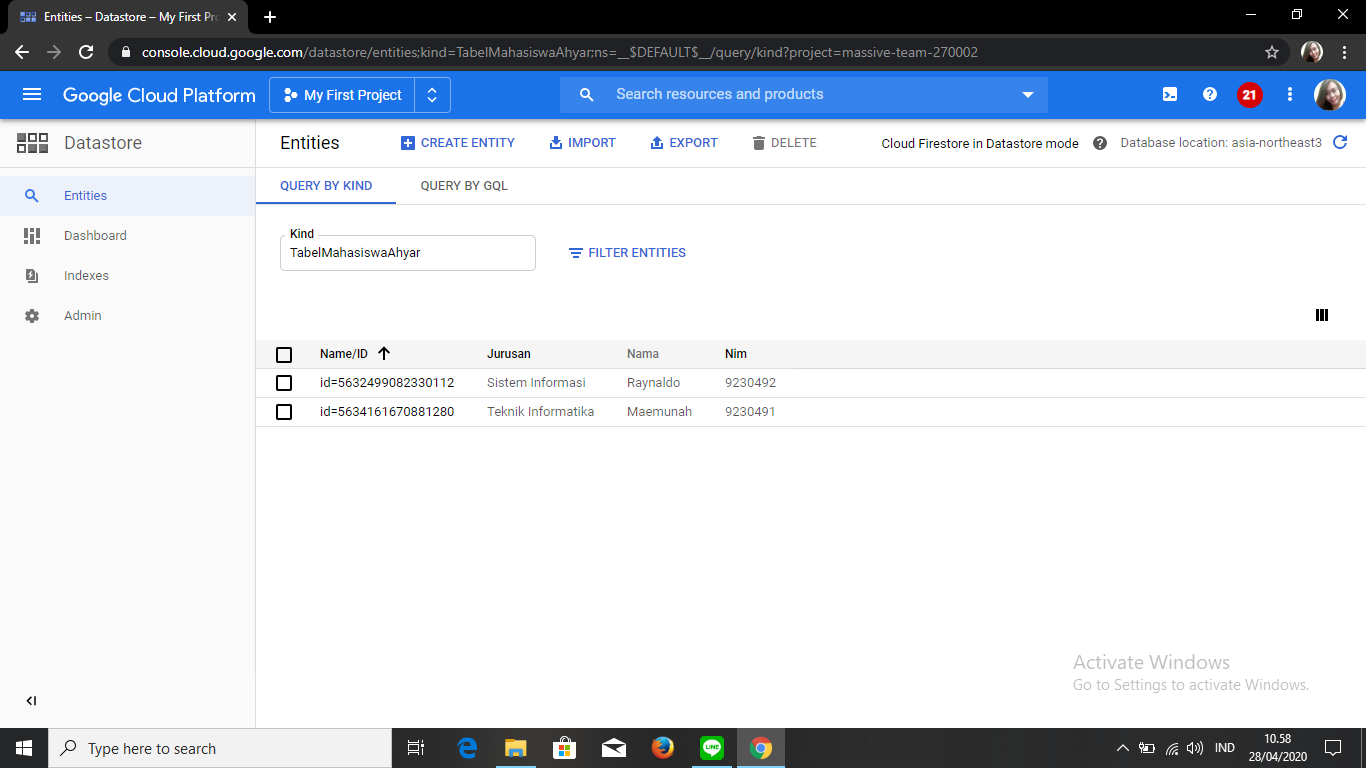 Entities – Datastore – My First Pro
console.cloud.google.com/datastore/entities;kind=TabelMahasiswaAhyar;ns=__$DEFAULT$__/query/kind?project=massive-team-270002
Google Cloud Platform
My First Project
Search resources and products
21
Datastore
Entities
CREATE ENTITY
IMPORT
EXPORT
DELETE
Cloud Firestore in Datastore mode
Database location: asia-northeast3
Entities
Dashboard
Indexes
Admin
QUERY BY KIND
QUERY BY GQL
Kind
TabelMahasiswaAhyar
FILTER ENTITIES
Name/ID Jurusan Nama Nim
id=5632499082330112 Sistem Informasi Raynaldo 9230492
id=5634161670881280 Teknik Informatika Maemunah 9230491
Activate Windows
Go to Settings to activate Windows.
Type here to search
LINE
IND
10.58
28/04/2020